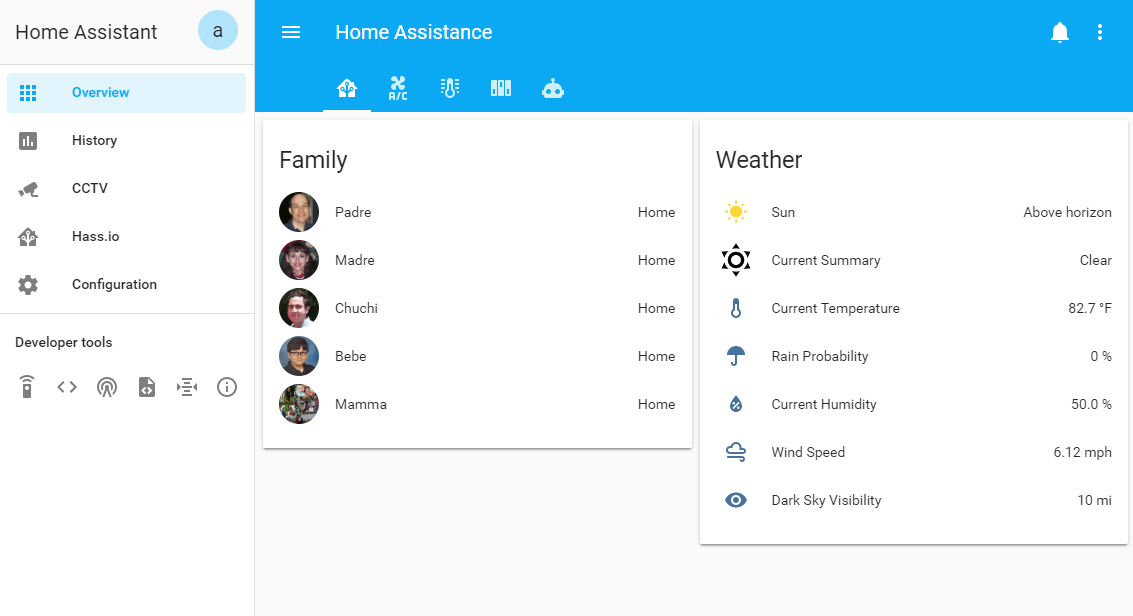 Home Assistant
a
Overview
History
CCTV
Hass.io
Configuration
Developer tools
Home Assistance
A/C
Family
Padre Home
Madre Home
Chuchi Home
Bebe Home
Mamma Home
Weather
Sun Above horizon
Current Summary Clear
Current Temperature 82.7 °F
Rain Probability 0 %
Current Humidity 50.0 %
Wind Speed 6.12 mph
Dark Sky Visibility 10 mi